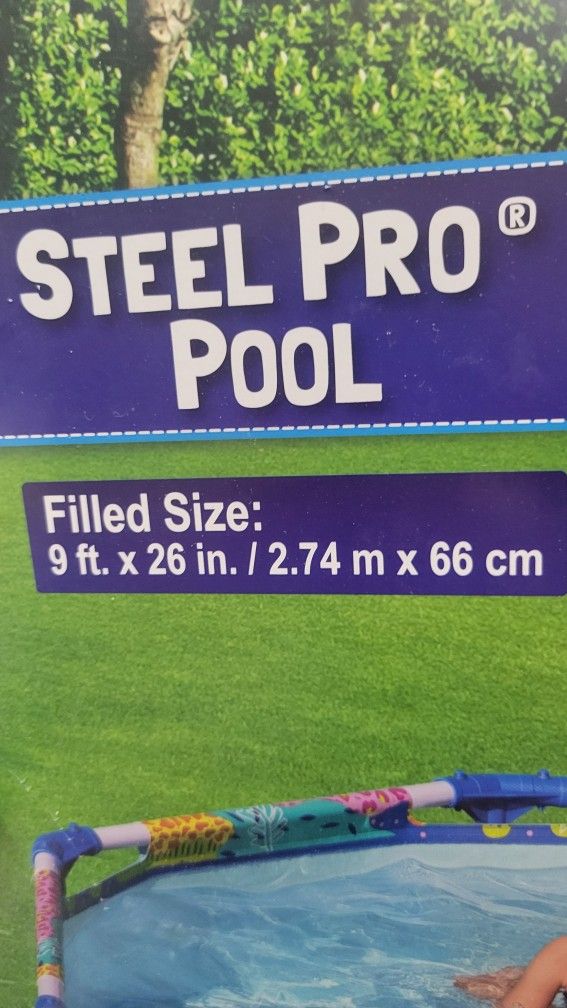 STEEL PRO®
POOL
Filled Size:
9 ft. x 26 in. / 2.74 m x 66 cm